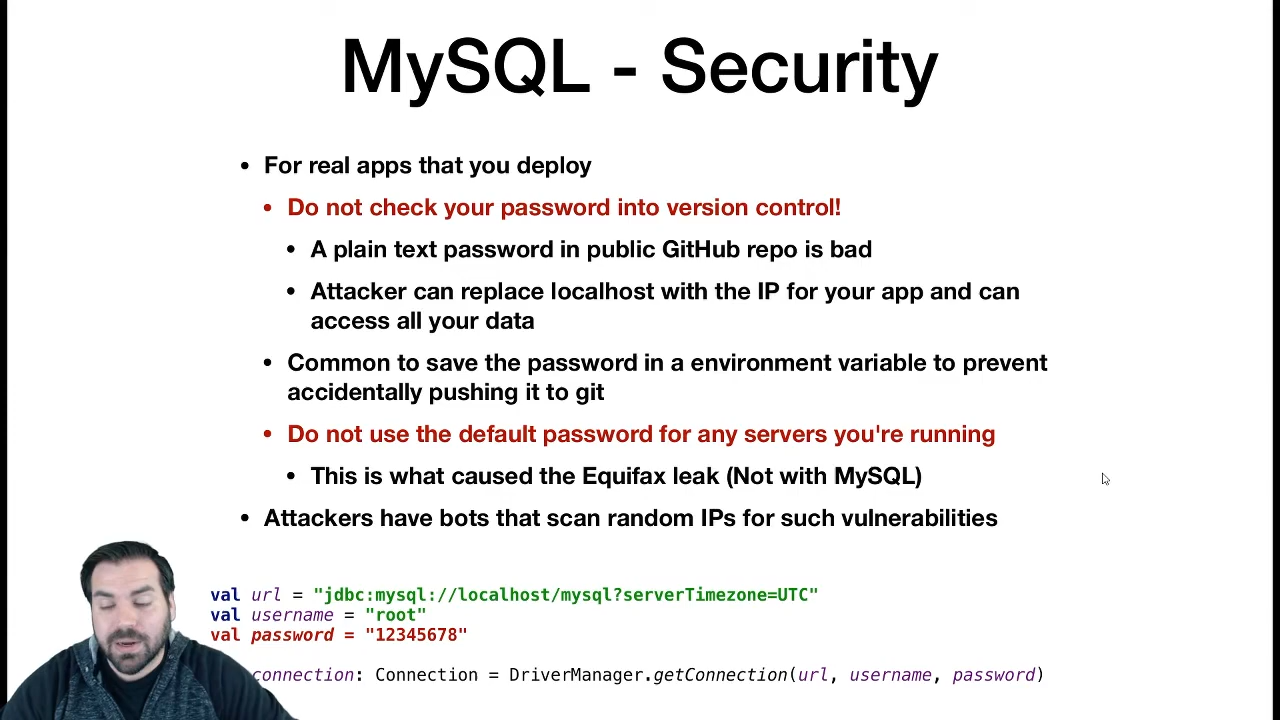 MySQL - Security
• For real apps that you deploy
• Do not check your password into version control!
• A plain text password in public GitHub repo is bad
• Attacker can replace localhost with the IP for your app and can
access all your data
• Common to save the password in a environment variable to prevent
accidentally pushing it to git
• Do not use the default password for any servers you're running
• This is what caused the Equifax leak (Not with MySQL)
• Attackers have bots that scan random IPs for such vulnerabilities
val url = "jdbc:mysql://localhost/mysql?serverTimezone=UTC"
val username = "root"
val password = "12345678"
connection: Connection = DriverManager.getConnection(url, username, password)